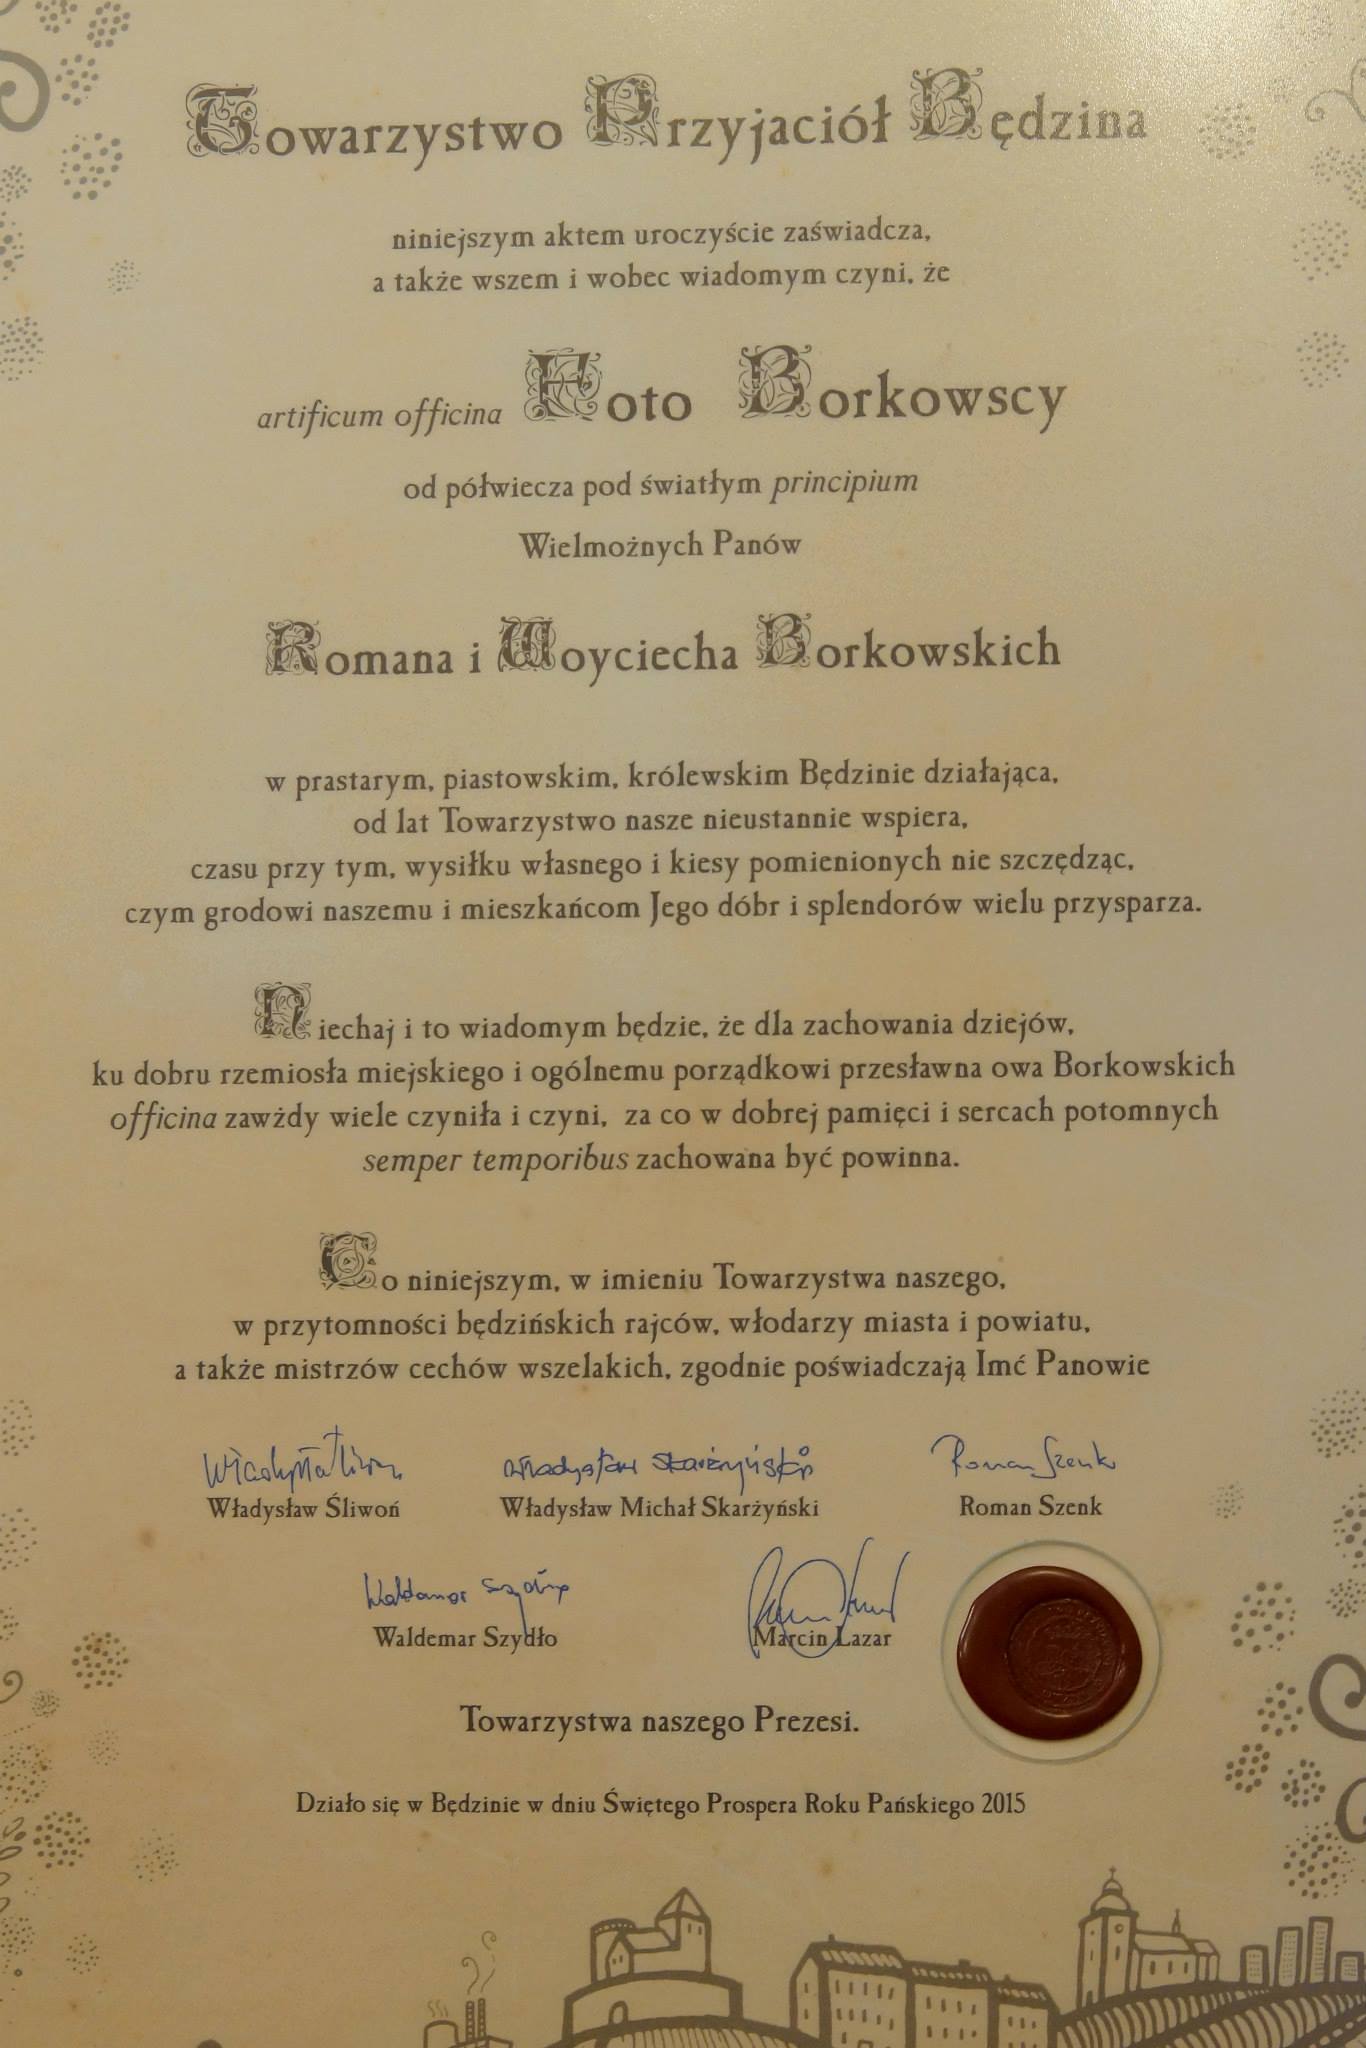 Towarzystwo Przyjaciół Będzina
niniejszym aktem uroczyście zaświadcza,
a także wszem i wobec wiadomym czyni, że
artificum officina Foto Borkowscy
od półwiecza pod światłym principium
Wielmożnych Panów
Romana i Woyciecha Borkowskich
w prastarym, piastowskim, królewskim Będzinie działająca,
od lat Towarzystwo nasze nieustannie wspiera,
czasu przy tym, wysiłku własnego i kiesy pomienionych nie szczędząc,
czym grodowi naszemu i mieszkańcom Jego dóbr i splendorów wielu przysparza.
Niechaj i to wiadomym będzie, że dla zachowania dziejów,
ku dobru rzemiosła miejskiego i ogólnemu porządkowi przesławna owa Borkowskich
officina zawżdy wiele czyniła i czyni, za co w dobrej pamięci i sercach potomnych
semper temporibus zachowana być powinna.
Co niniejszym, w imieniu Towarzystwa naszego,
w przytomności będzińskich rajców, włodarzy miasta i powiatu,
a także mistrzów cechów wszelakich, zgodnie poświadczają Imć Panowie
Władysław Skarżyński Roman Szenk
Władysław Śliwoń Władysław Michał Skarżyński Roman Szenk
Waldemar Szydło
Waldemar Szydło Marcin Lazar
Towarzystwa naszego Prezesi.
Działo się w Będzinie w dniu Świętego Prospera Roku Pańskiego 2015